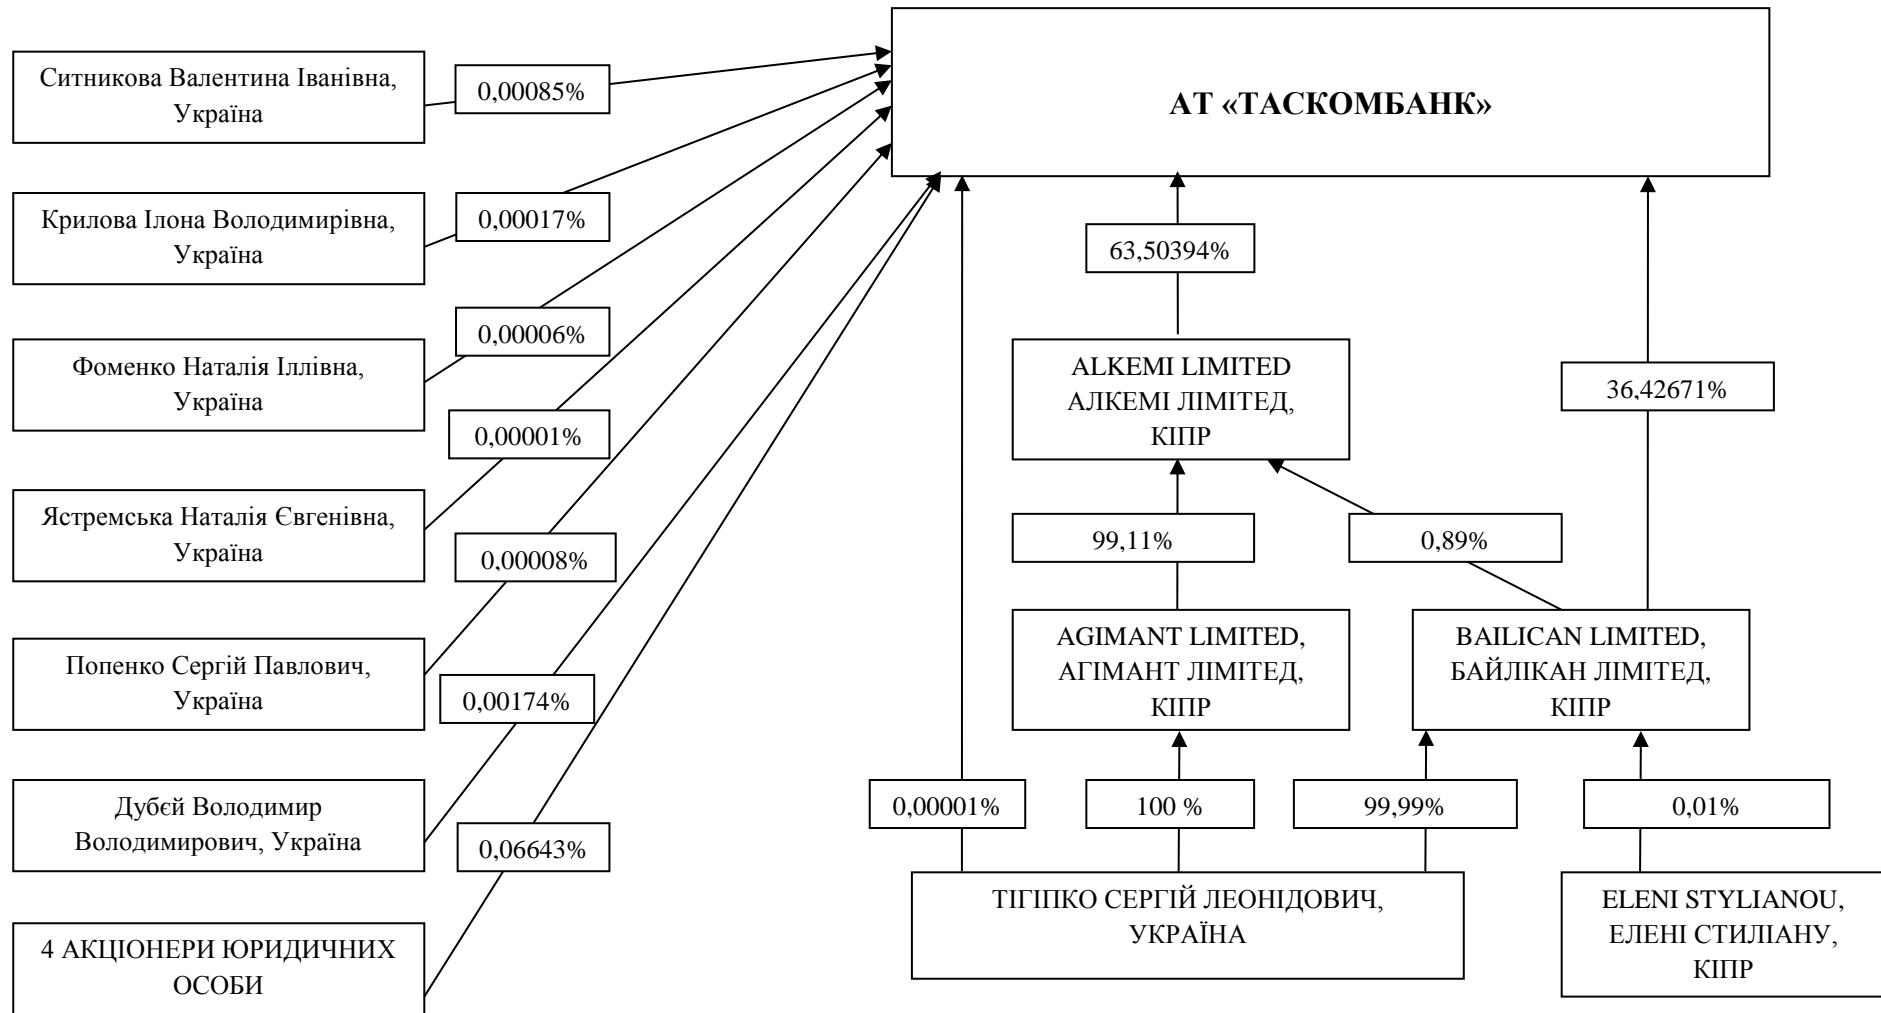 АТ «ТАСКОМБАНК»
Ситникова Валентина Іванівна,
Україна
0,00085%
Крилова Ілона Володимирівна,
Україна
0,00017%
63,50394%
Фоменко Наталія Іллівна,
Україна
0,00006%
ALKEMI LIMITED
АЛКЕМІ ЛІМІТЕД,
КІПР
36,42671%
0,00001%
Ястремська Наталія Євгенівна,
Україна
0,00008%
99,11%
0,89%
Попенко Сергій Павлович,
Україна
0,00174%
AGIMANT LIMITED,
АГІМАНТ ЛІМІТЕД,
КІПР
BAILICAN LIMITED,
БАЙЛІКАН ЛІМІТЕД,
КІПР
Дубєй Володимир
Володимирович, Україна
0,06643%
0,00001%
100 %
99,99%
0,01%
4 АКЦІОНЕРИ ЮРИДИЧНИХ
ОСОБИ
ТІГІПКО СЕРГІЙ ЛЕОНІДОВИЧ,
УКРАЇНА
ELENI STYLIANOU,
ЕЛЕНІ СТИЛІАНУ,
КІПР